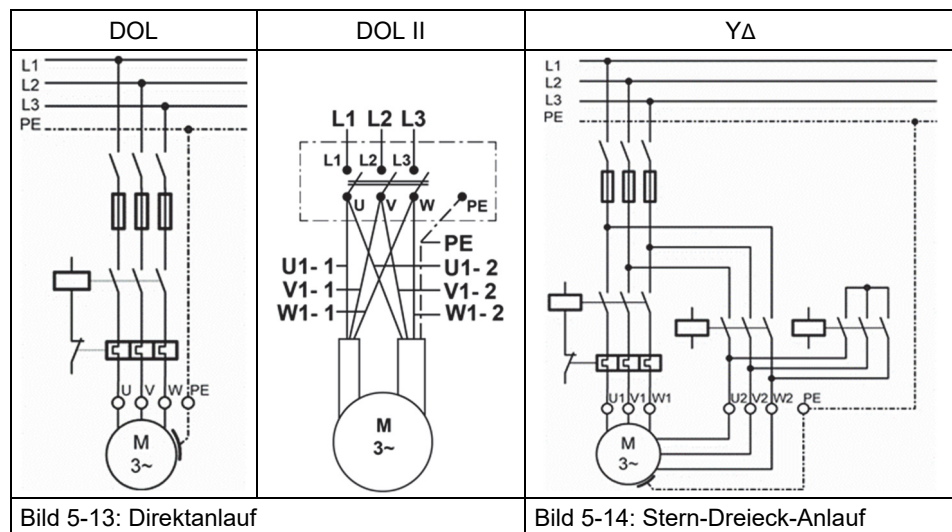 DOL
DOL II
YΔ
L1
L2
L3
PE
U V W PE
M
3~
L1 L2 L3
L1 L2 L3
U V W PE
PE
U1- 1 U1- 2
V1- 1 V1- 2
W1- 1 W1- 2
M
3~
L1
L2
L3
PE
U1 V1 W1 U2 V2 W2 PE
M
3~
Bild 5-13: Direktanlauf
Bild 5-14: Stern-Dreieck-Anlauf